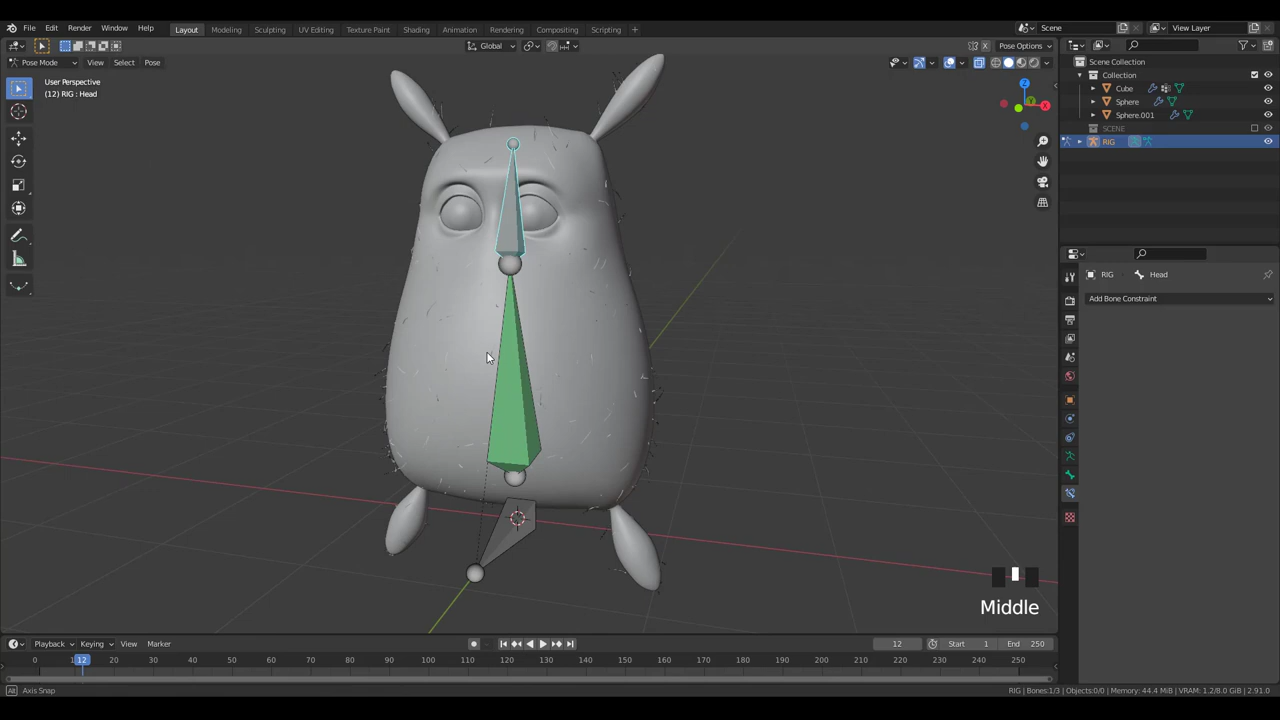 File Edit Render Window Help Layout Modeling Sculpting UV Editing Texture Paint Shading Animation Rendering Compositing Scripting + Scene View Layer
Global Pose Options
Pose Mode View Select Pose
User Perspective
(12) RIG : Head
Z
X
Y
Scene Collection
Collection
Cube
Sphere
Sphere.001
SCENE
RIG
RIG Head
Add Bone Constraint
Middle
Playback Keying View Marker 12 Start 1 End 250
0 12 20 30 40 50 60 70 80 90 100 110 120 130 140 150 160 170 180 190 200 210 220 230 240 250
Alt Axis Snap RIG | Bones:1/3 | Objects:0/0 | Memory: 44.4 MiB | VRAM: 1.2/8.0 GiB | 2.91.0